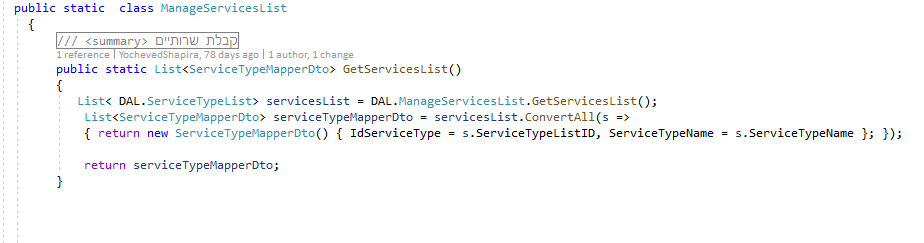 public static  class ManageServicesList
{
/// <summary> קבלת שרותיים
1 reference | YochevedShapira, 78 days ago | 1 author, 1 change
public static List<ServiceTypeMapperDto> GetServicesList()
{
List< DAL.ServiceTypeList> servicesList = DAL.ManageServicesList.GetServicesList();
List<ServiceTypeMapperDto> serviceTypeMapperDto = servicesList.ConvertAll(s =>
{ return new ServiceTypeMapperDto() { IdServiceType = s.ServiceTypeListID, ServiceTypeName = s.ServiceTypeName }; });
return serviceTypeMapperDto;
}